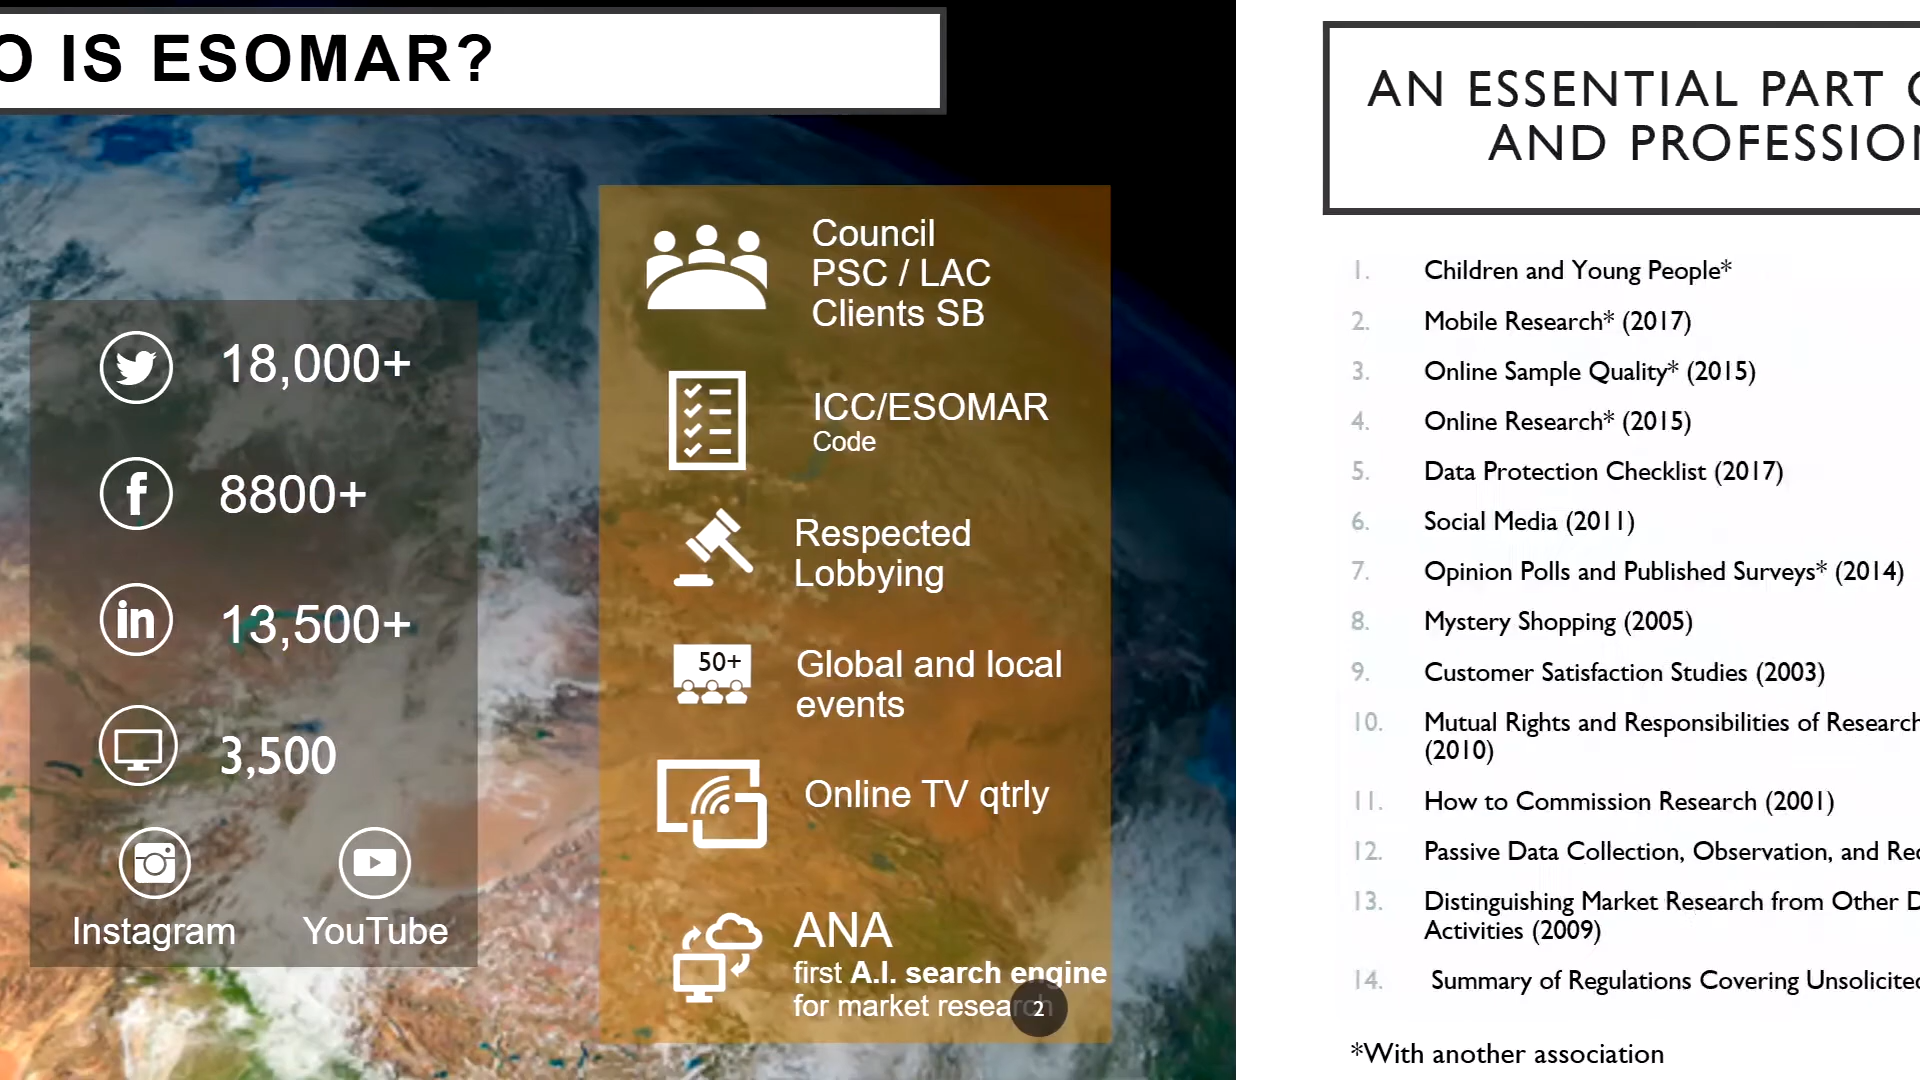 O IS ESOMAR?
18,000+
8800+
13,500+
3,500
Instagram
YouTube
Council
PSC / LAC
Clients SB
ICC/ESOMAR
Code
Respected
Lobbying
50+
Global and local
events
Online TV qtrly
ANA
first A.I. search engine
for market research
2
AN ESSENTIAL PART
AND PROFESSION
1. Children and Young People*
2. Mobile Research* (2017)
3. Online Sample Quality* (2015)
4. Online Research* (2015)
5. Data Protection Checklist (2017)
6. Social Media (2011)
7. Opinion Polls and Published Surveys* (2014)
8. Mystery Shopping (2005)
9. Customer Satisfaction Studies (2003)
10. Mutual Rights and Responsibilities of Research
(2010)
11. How to Commission Research (2001)
12. Passive Data Collection, Observation, and Rec
13. Distinguishing Market Research from Other D
Activities (2009)
14. Summary of Regulations Covering Unsolicited
*With another association